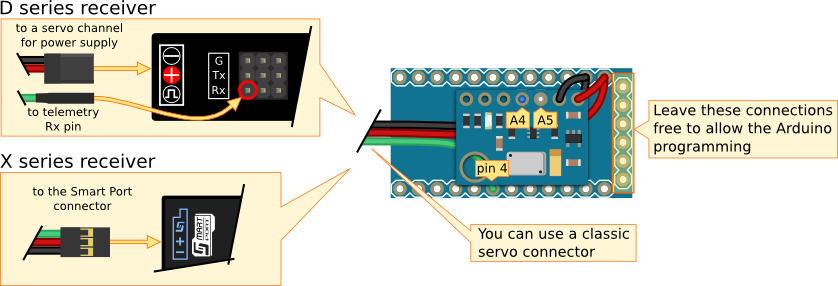 D series receiver
to a servo channel
for power supply
G
Tx
Rx
to telemetry
Rx pin
A4
A5
pin 4
Leave these connections
free to allow the Arduino
programming
X series receiver
to the Smart Port
connector
SMART
PORT
You can use a classic
servo connector